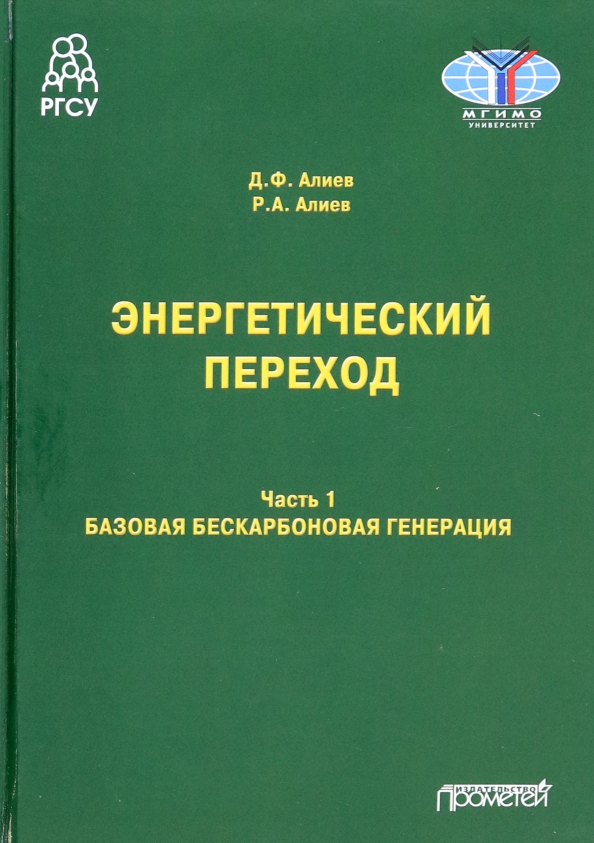 РГСУ
МГИМО
УНИВЕРСИТЕТ
Д.Ф. Алиев
Р.А. Алиев
ЭНЕРГЕТИЧЕСКИЙ
ПЕРЕХОД
Часть 1
БАЗОВАЯ БЕСКАРБОНОВАЯ ГЕНЕРАЦИЯ
ИЗДАТЕЛЬСТВО
Прометей